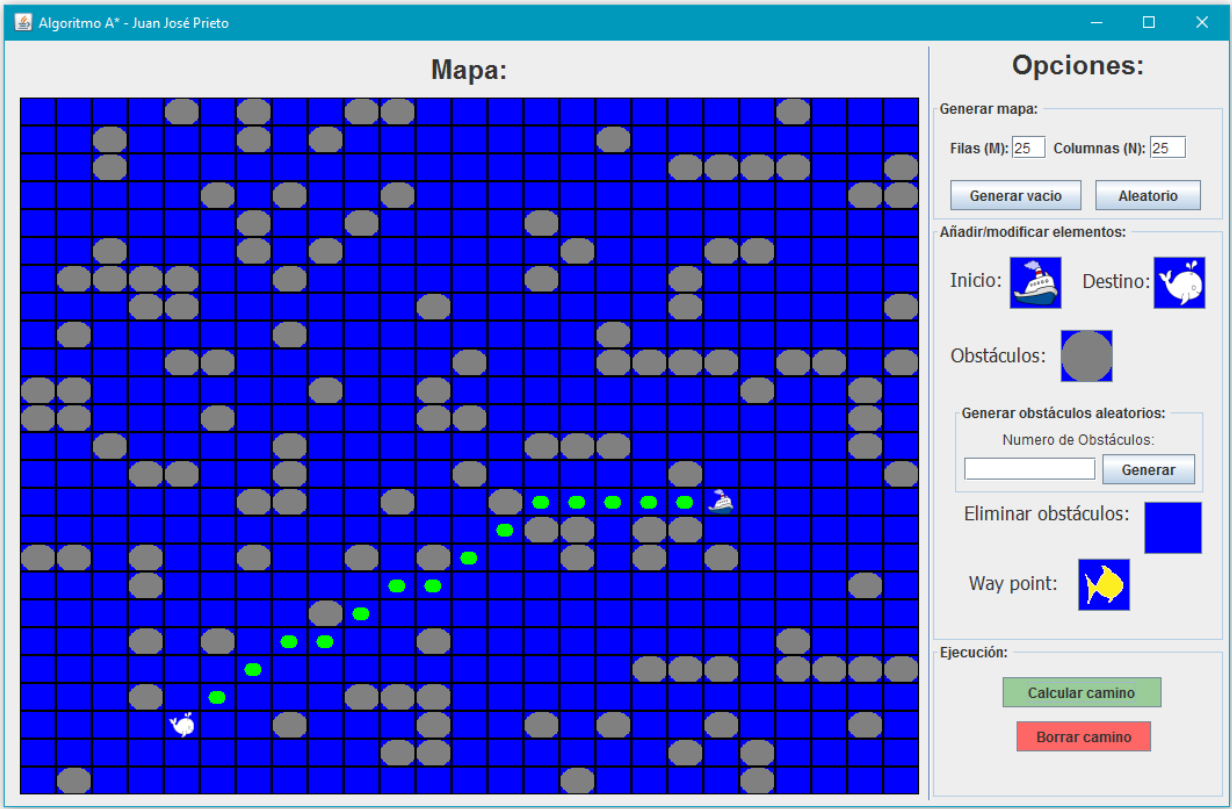 Algoritmo A* - Juan José Prieto
Mapa:
Opciones:
Generar mapa:
Filas (M): 25 Columnas (N): 25
Generar vacio Aleatorio
Añadir/modificar elementos:
Inicio: Destino:
Obstáculos:
Generar obstáculos aleatorios:
Numero de Obstáculos:
Generar
Eliminar obstáculos:
Way point:
Ejecución:
Calcular camino
Borrar camino